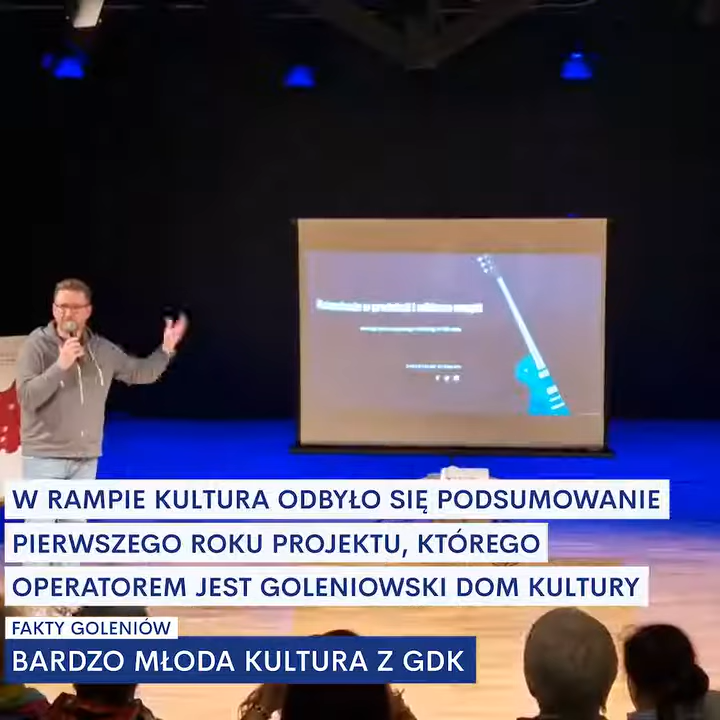 W RAMPIE KULTURA ODBYŁO SIĘ PODSUMOWANIE
PIERWSZEGO ROKU PROJEKTU, KTÓREGO
OPERATOREM JEST GOLENIOWSKI DOM KULTURY
FAKTY GOLENIÓW
BARDZO MŁODA KULTURA Z GDK